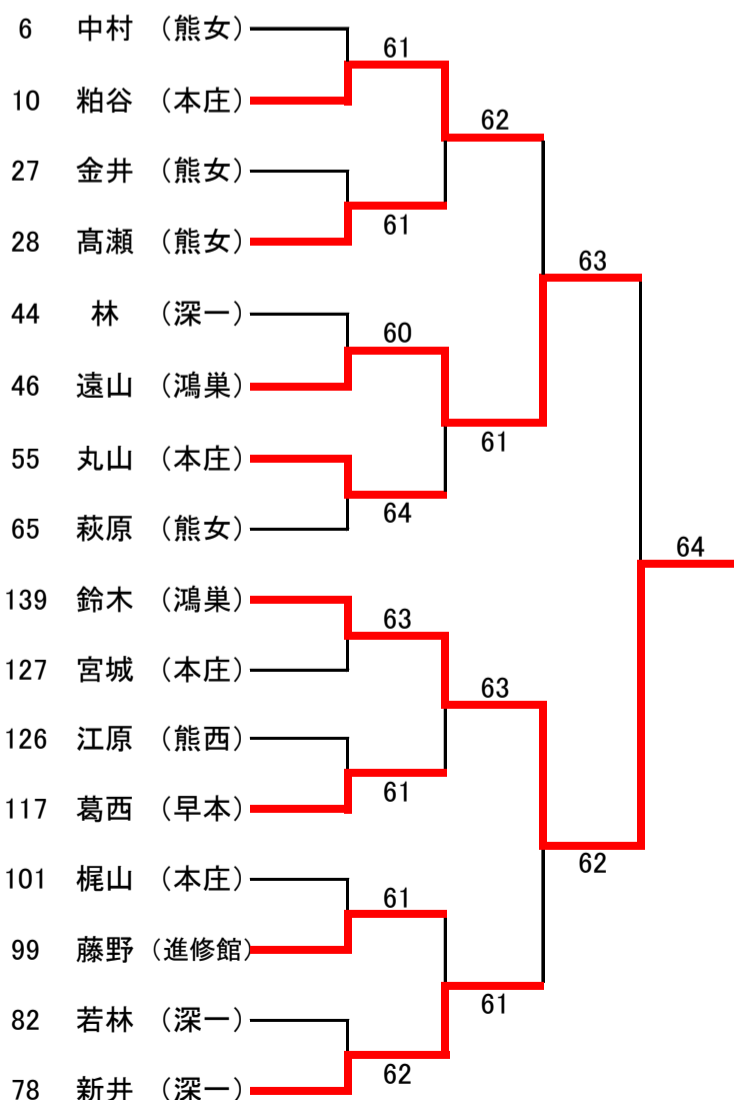 6 中村 （熊女）
61
10 粕谷 （本庄）
62
27 金井 （熊女）
61
28 髙瀬 （熊女）
63
44 林 （深一）
60
46 遠山 （鴻巣）
61
55 丸山 （本庄）
64
65 萩原 （熊女）
64
139 鈴木 （鴻巣）
63
127 宮城 （本庄）
63
126 江原 （熊西）
61
117 葛西 （早本）
62
101 梶山 （本庄）
61
99 藤野 （進修館）
61
82 若林 （深一）
62
78 新井 （深一）